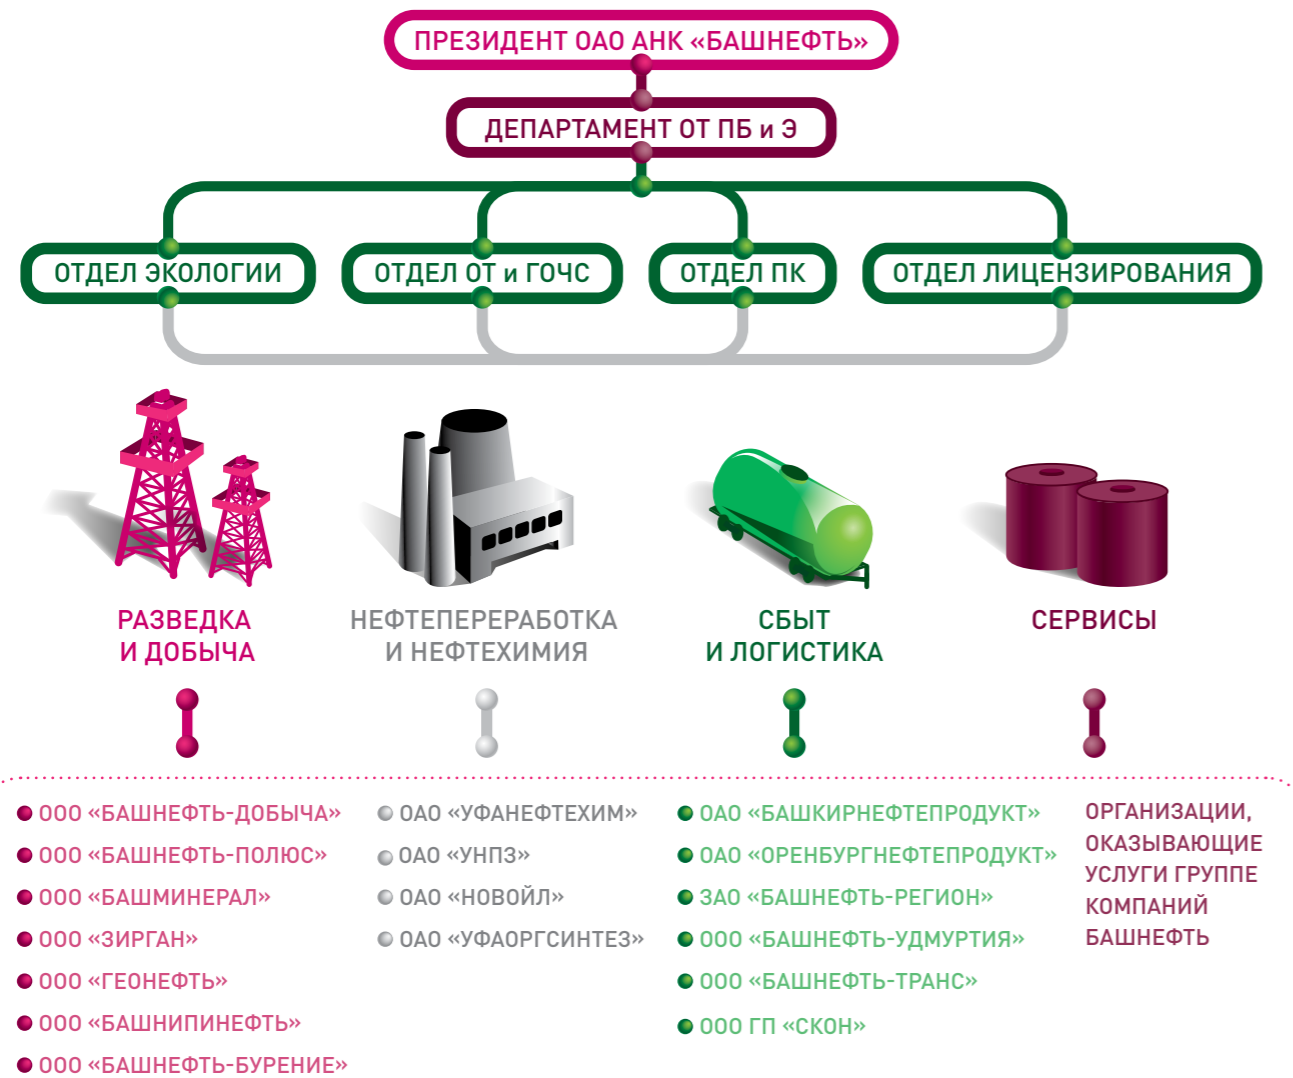 ПРЕЗИДЕНТ ОАО АНК «БАШНЕФТЬ»
ДЕПАРТАМЕНТ ОТ ПБ и Э
ОТДЕЛ ЭКОЛОГИИ
ОТДЕЛ ОТ и ГОЧС
ОТДЕЛ ПК
ОТДЕЛ ЛИЦЕНЗИРОВАНИЯ
РАЗВЕДКА
И ДОБЫЧА
НЕФТЕПЕРЕРАБОТКА
И НЕФТЕХИМИЯ
СБЫТ
И ЛОГИСТИКА
СЕРВИСЫ
ООО «БАШНЕФТЬ-ДОБЫЧА»
ООО «БАШНЕФТЬ-ПОЛЮС»
ООО «БАШМИНЕРАЛ»
ООО «ЗИРГАН»
ООО «ГЕОНЕФТЬ»
ООО «БАШНИПИНЕФТЬ»
ООО «БАШНЕФТЬ-БУРЕНИЕ»
ОАО «УФАНЕФТЕХИМ»
ОАО «УНПЗ»
ОАО «НОВОЙЛ»
ОАО «УФАОРГСИНТЕЗ»
ОАО «БАШКИРНЕФТЕПРОДУКТ»
ОАО «ОРЕНБУРГНЕФТЕПРОДУКТ»
ЗАО «БАШНЕФТЬ-РЕГИОН»
ООО «БАШНЕФТЬ-УДМУРТИЯ»
ООО «БАШНЕФТЬ-ТРАНС»
ООО ГП «СКОН»
ОРГАНИЗАЦИИ,
ОКАЗЫВАЮЩИЕ
УСЛУГИ ГРУППЕ
КОМПАНИЙ
БАШНЕФТЬ